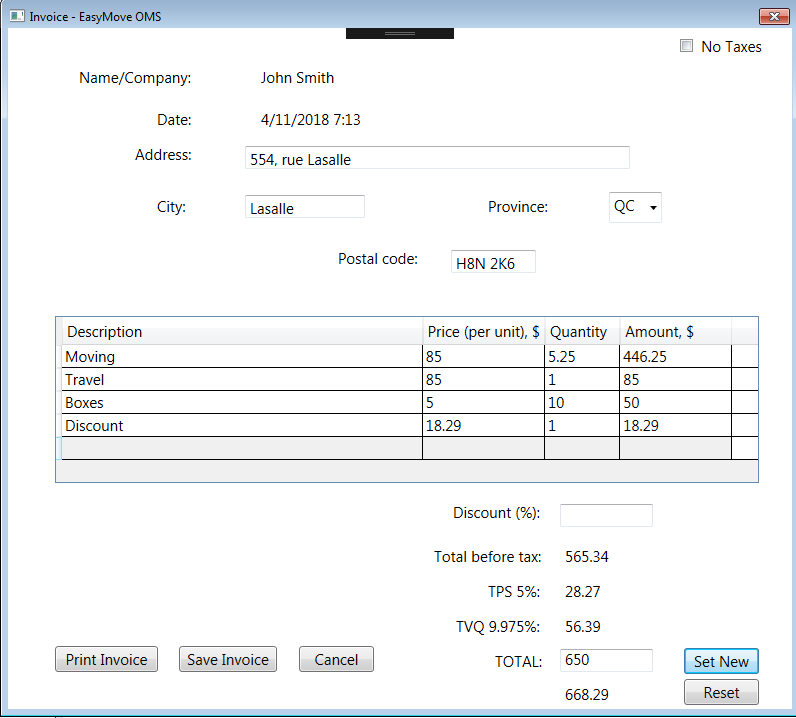 Invoice - EasyMove OMS
No Taxes
Name/Company: John Smith
Date: 4/11/2018 7:13
Address: 554, rue Lasalle
City: Lasalle Province: QC
Postal code: H8N 2K6
Description Price (per unit), $ Quantity Amount, $
Moving 85 5.25 446.25
Travel 85 1 85
Boxes 5 10 50
Discount 18.29 1 18.29
Discount (%):
Total before tax: 565.34
TPS 5%: 28.27
TVQ 9.975%: 56.39
Print Invoice Save Invoice Cancel TOTAL: 650 Set New
668.29 Reset